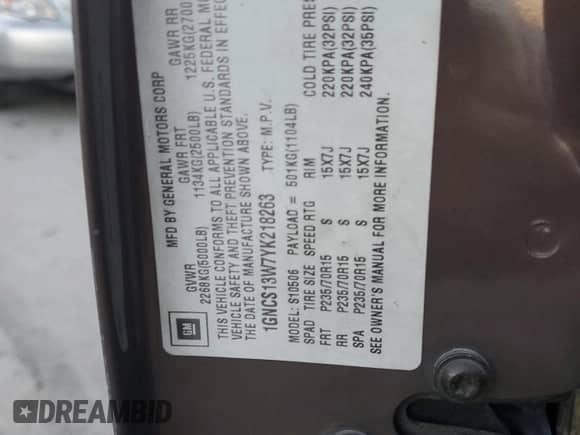 MFD BY GENERAL MOTORS CORP
GVWR GAWR FRT GAWR RR
2268KG(5000LB) 1134KG(2500LB) 1225KG(2700
THIS VEHICLE CONFORMS TO ALL APPLICABLE U.S. FEDERAL MO
VEHICLE SAFETY AND THEFT PREVENTION STANDARDS IN EFFEC
THE DATE OF MANUFACTURE SHOWN ABOVE.
1GNCS13W7YK218263 TYPE: M.P.V.
MODEL: S10506 PAYLOAD = 501KG(1104LB)
SPAD TIRE SIZE SPEED RTG RIM COLD TIRE PRES
FRT P235/70R15 S 15X7J 220KPA(32PSI)
RR P235/70R15 S 15X7J 220KPA(32PSI)
SPA P235/70R15 S 15X7J 240KPA(35PSI)
SEE OWNER'S MANUAL FOR MORE INFORMATION.
GM
DREAMBID